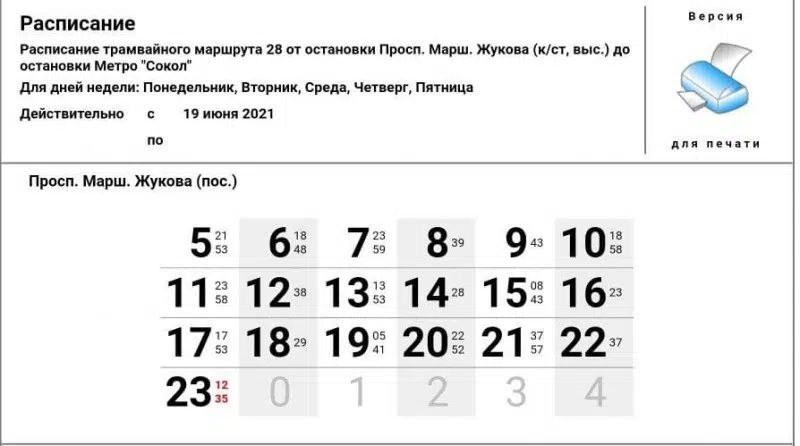 Расписание
Расписание трамвайного маршрута 28 от остановки Просп. Марш. Жукова (к/ст, выс.) до
остановки Метро "Сокол"
Для дней недели: Понедельник, Вторник, Среда, Четверг, Пятница
Действительно с 19 июня 2021
по
Версия
для печати
Просп. Марш. Жукова (пос.)
5 21 53 6 18 48 7 23 59 8 39 9 43 10 18 58
11 23 58 12 38 13 13 53 14 28 15 08 43 16 23
17 17 53 18 29 19 05 41 20 22 52 21 37 57 22 37
23 12 35 0 1 2 3 4